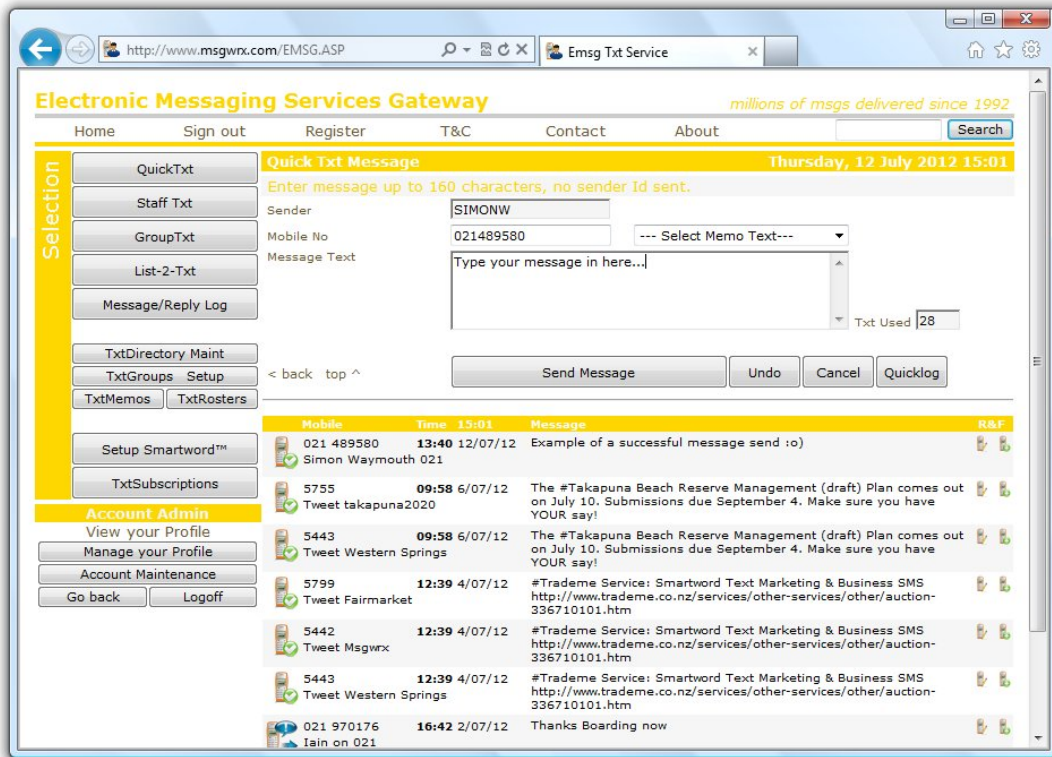 http://www.msgwrx.com/EMSG.ASP
Emsg Txt Service
Electronic Messaging Services Gateway
millions of msgs delivered since 1992
Home Sign out Register T&C Contact About Search
Selection
QuickTxt
Staff Txt
GroupTxt
List-2-Txt
Message/Reply Log
TxtDirectory Maint
TxtGroups Setup
TxtMemos TxtRosters
Setup Smartword™
TxtSubscriptions
Account Admin
View your Profile
Manage your Profile
Account Maintenance
Go back Logoff
Quick Txt Message Thursday, 12 July 2012 15:01
Enter message up to 160 characters, no sender Id sent.
Sender SIMONW
Mobile No 021489580 --- Select Memo Text---
Message Text Type your message in here...
Txt Used 28
< back top ^ Send Message Undo Cancel Quicklog
Mobile Time 15:01 Message R&F
021 489580 13:40 12/07/12 Example of a successful message send :o)
Simon Waymouth 021
5755 09:58 6/07/12 The #Takapuna Beach Reserve Management (draft) Plan comes out
Tweet takapuna2020 on July 10. Submissions due September 4. Make sure you have
YOUR say!
5443 09:58 6/07/12 The #Takapuna Beach Reserve Management (draft) Plan comes out
Tweet Western Springs on July 10. Submissions due September 4. Make sure you have
YOUR say!
5799 12:39 4/07/12 #Trademe Service: Smartword Text Marketing & Business SMS
Tweet Fairmarket http://www.trademe.co.nz/services/other-services/other/auction-
336710101.htm
5442 12:39 4/07/12 #Trademe Service: Smartword Text Marketing & Business SMS
Tweet Msgwrx http://www.trademe.co.nz/services/other-services/other/auction-
336710101.htm
5443 12:39 4/07/12 #Trademe Service: Smartword Text Marketing & Business SMS
Tweet Western Springs http://www.trademe.co.nz/services/other-services/other/auction-
336710101.htm
021 970176 16:42 2/07/12 Thanks Boarding now
Iain on 021